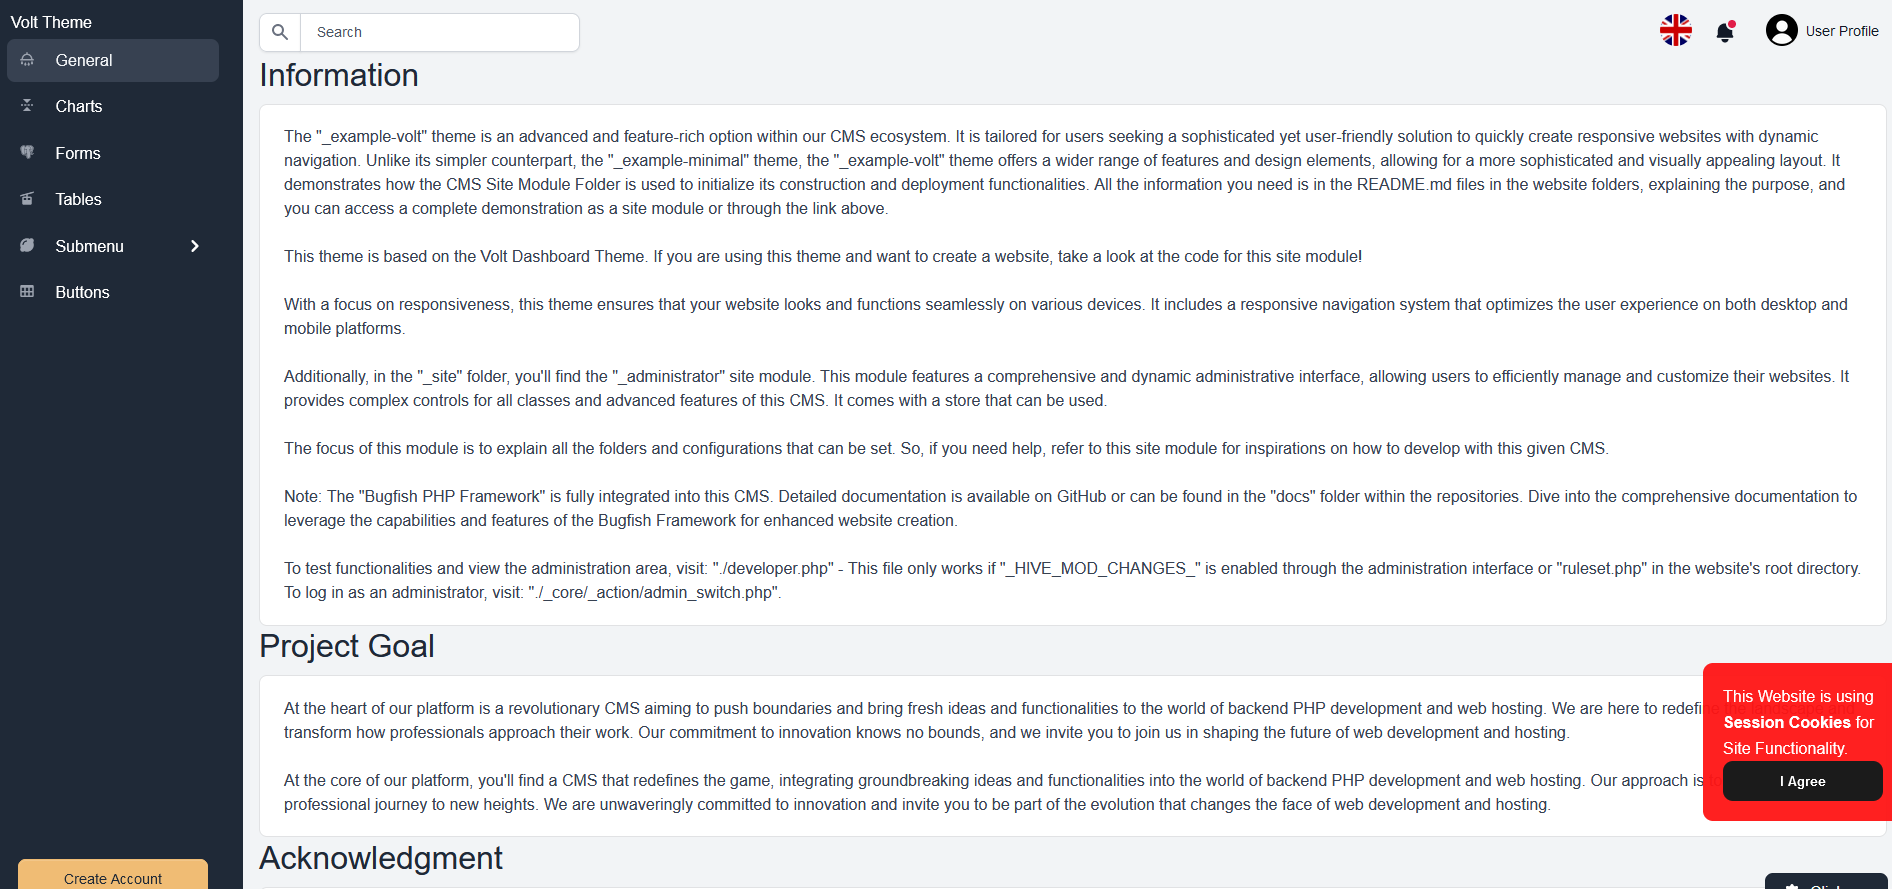 Volt Theme
General
Charts
Forms
Tables
Submenu
Buttons
Create Account
Search
User Profile
Information
The "_example-volt" theme is an advanced and feature-rich option within our CMS ecosystem. It is tailored for users seeking a sophisticated yet user-friendly solution to quickly create responsive websites with dynamic
navigation. Unlike its simpler counterpart, the "_example-minimal" theme, the "_example-volt" theme offers a wider range of features and design elements, allowing for a more sophisticated and visually appealing layout. It
demonstrates how the CMS Site Module Folder is used to initialize its construction and deployment functionalities. All the information you need is in the README.md files in the website folders, explaining the purpose, and
you can access a complete demonstration as a site module or through the link above.
This theme is based on the Volt Dashboard Theme. If you are using this theme and want to create a website, take a look at the code for this site module!
With a focus on responsiveness, this theme ensures that your website looks and functions seamlessly on various devices. It includes a responsive navigation system that optimizes the user experience on both desktop and
mobile platforms.
Additionally, in the "_site" folder, you'll find the "_administrator" site module. This module features a comprehensive and dynamic administrative interface, allowing users to efficiently manage and customize their websites. It
provides complex controls for all classes and advanced features of this CMS. It comes with a store that can be used.
The focus of this module is to explain all the folders and configurations that can be set. So, if you need help, refer to this site module for inspirations on how to develop with this given CMS.
Note: The "Bugfish PHP Framework" is fully integrated into this CMS. Detailed documentation is available on GitHub or can be found in the "docs" folder within the repositories. Dive into the comprehensive documentation to
leverage the capabilities and features of the Bugfish Framework for enhanced website creation.
To test functionalities and view the administration area, visit: "./developer.php" - This file only works if "_HIVE_MOD_CHANGES_" is enabled through the administration interface or "ruleset.php" in the website's root directory.
To log in as an administrator, visit: "./_core/_action/admin_switch.php".
Project Goal
At the heart of our platform is a revolutionary CMS aiming to push boundaries and bring fresh ideas and functionalities to the world of backend PHP development and web hosting. We are here to redefine the landscape and
transform how professionals approach their work. Our commitment to innovation knows no bounds, and we invite you to join us in shaping the future of web development and hosting.
At the core of our platform, you'll find a CMS that redefines the game, integrating groundbreaking ideas and functionalities into the world of backend PHP development and web hosting. Our approach is
professional journey to new heights. We are unwaveringly committed to innovation and invite you to be part of the evolution that changes the face of web development and hosting.
Acknowledgment
This Website is using
Session Cookies for
Site Functionality.
I Agree